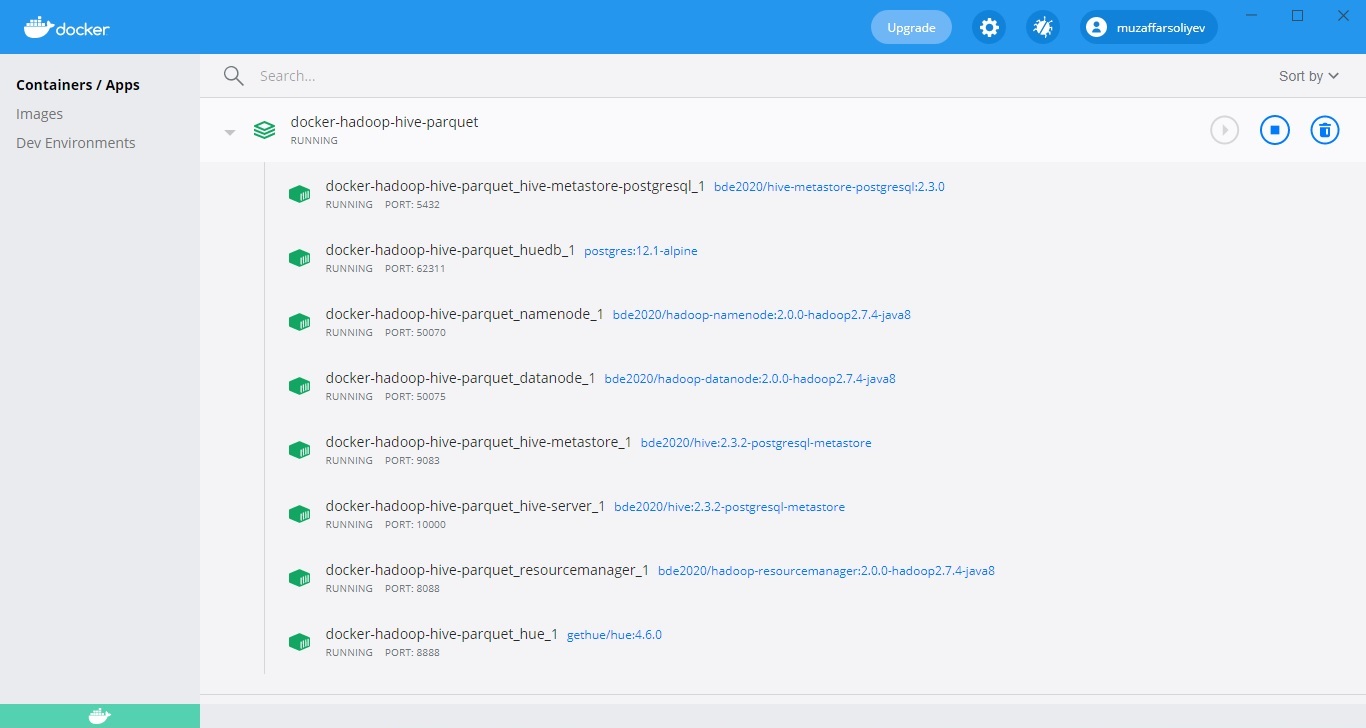 docker
Upgrade
muzaffarsoliyev
Containers / Apps
Images
Dev Environments
Search...
Sort by
docker-hadoop-hive-parquet
RUNNING
docker-hadoop-hive-parquet_hive-metastore-postgresql_1 bde2020/hive-metastore-postgresql:2.3.0
RUNNING PORT: 5432
docker-hadoop-hive-parquet_huedb_1 postgres:12.1-alpine
RUNNING PORT: 62311
docker-hadoop-hive-parquet_namenode_1 bde2020/hadoop-namenode:2.0.0-hadoop2.7.4-java8
RUNNING PORT: 50070
docker-hadoop-hive-parquet_datanode_1 bde2020/hadoop-datanode:2.0.0-hadoop2.7.4-java8
RUNNING PORT: 50075
docker-hadoop-hive-parquet_hive-metastore_1 bde2020/hive:2.3.2-postgresql-metastore
RUNNING PORT: 9083
docker-hadoop-hive-parquet_hive-server_1 bde2020/hive:2.3.2-postgresql-metastore
RUNNING PORT: 10000
docker-hadoop-hive-parquet_resourcemanager_1 bde2020/hadoop-resourcemanager:2.0.0-hadoop2.7.4-java8
RUNNING PORT: 8088
docker-hadoop-hive-parquet_hue_1 gethue/hue:4.6.0
RUNNING PORT: 8888